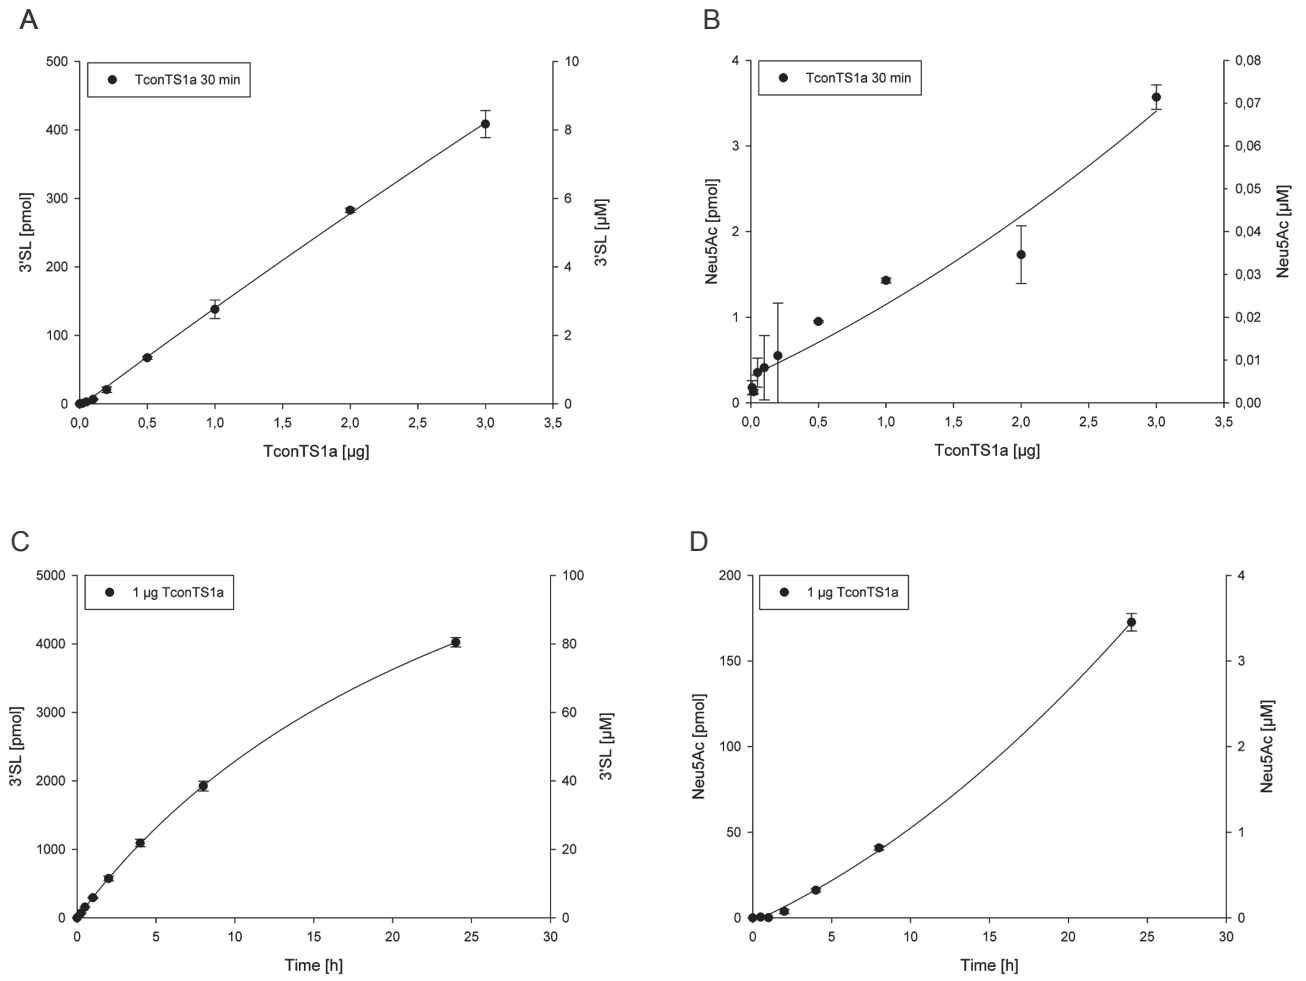 A
500
400
300
200
100
0
3'SL [pmol]
TconTS1a 30 min
10
8
6
4
2
0
3'SL [µM]
0,0 0,5 1,0 1,5 2,0 2,5 3,0 3,5
TconTS1a [µg]
B
4
3
2
1
0
Neu5Ac [pmol]
TconTS1a 30 min
0,08
0,07
0,06
0,05
0,04
0,03
0,02
0,01
0,00
Neu5Ac [µM]
0,0 0,5 1,0 1,5 2,0 2,5 3,0 3,5
TconTS1a [µg]
C
5000
4000
3000
2000
1000
0
3'SL [pmol]
1 µg TconTS1a
100
80
60
40
20
0
3'SL [µM]
0 5 10 15 20 25 30
Time [h]
D
200
150
100
50
0
Neu5Ac [pmol]
1 µg TconTS1a
4
3
2
1
0
Neu5Ac [µM]
0 5 10 15 20 25 30
Time [h]